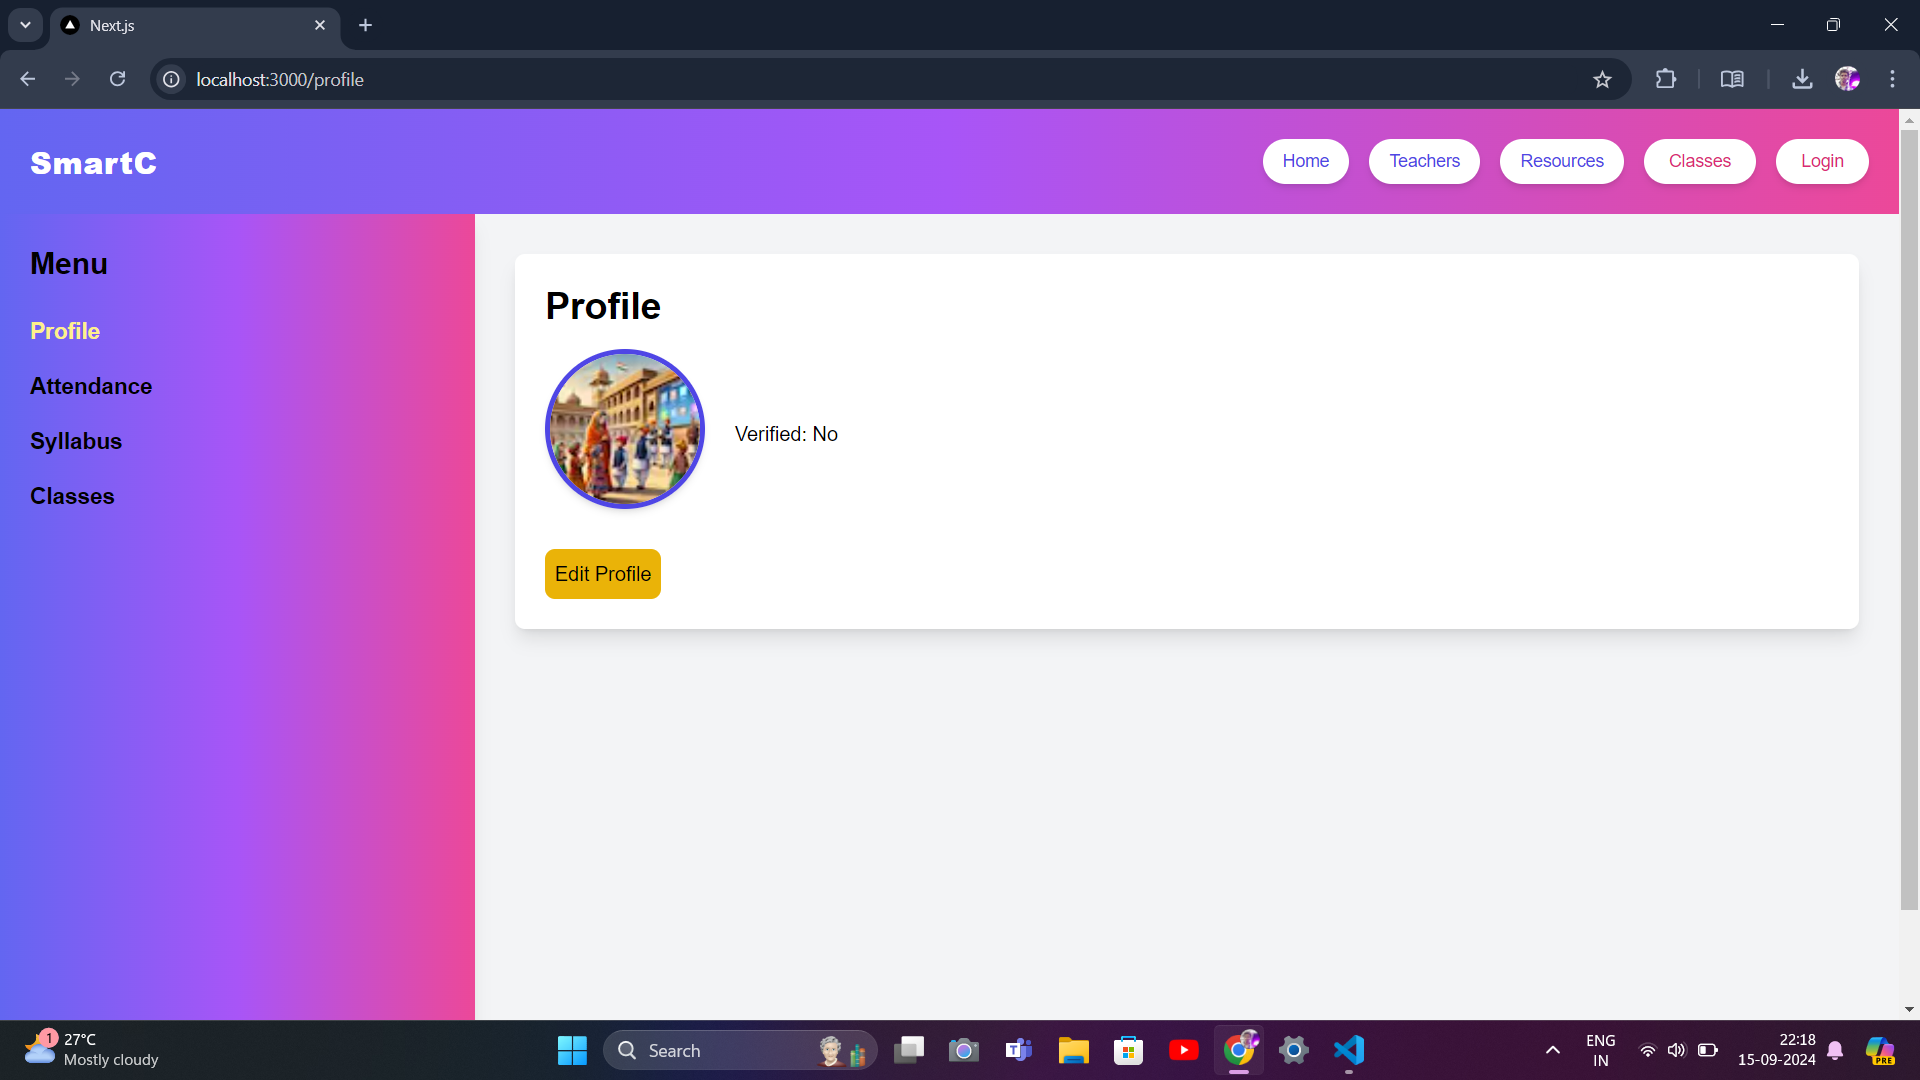 Next.js
localhost:3000/profile
SmartC
Home
Teachers
Resources
Classes
Login
Menu
Profile
Attendance
Syllabus
Classes
Profile
Verified: No
Edit Profile
1
27°C
Mostly cloudy
Search
T
ENG
IN
22:18
15-09-2024
PRE